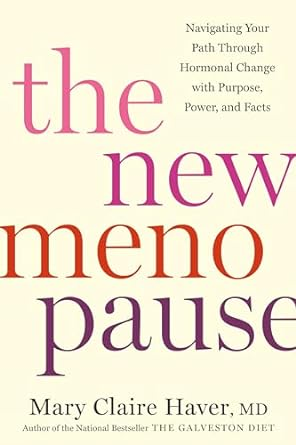 Navigating Your
Path Through
Hormonal Change
with Purpose,
Power, and Facts
the
new
meno
pause
Mary Claire Haver, MD
Author of the National Bestseller THE GALVESTON DIET